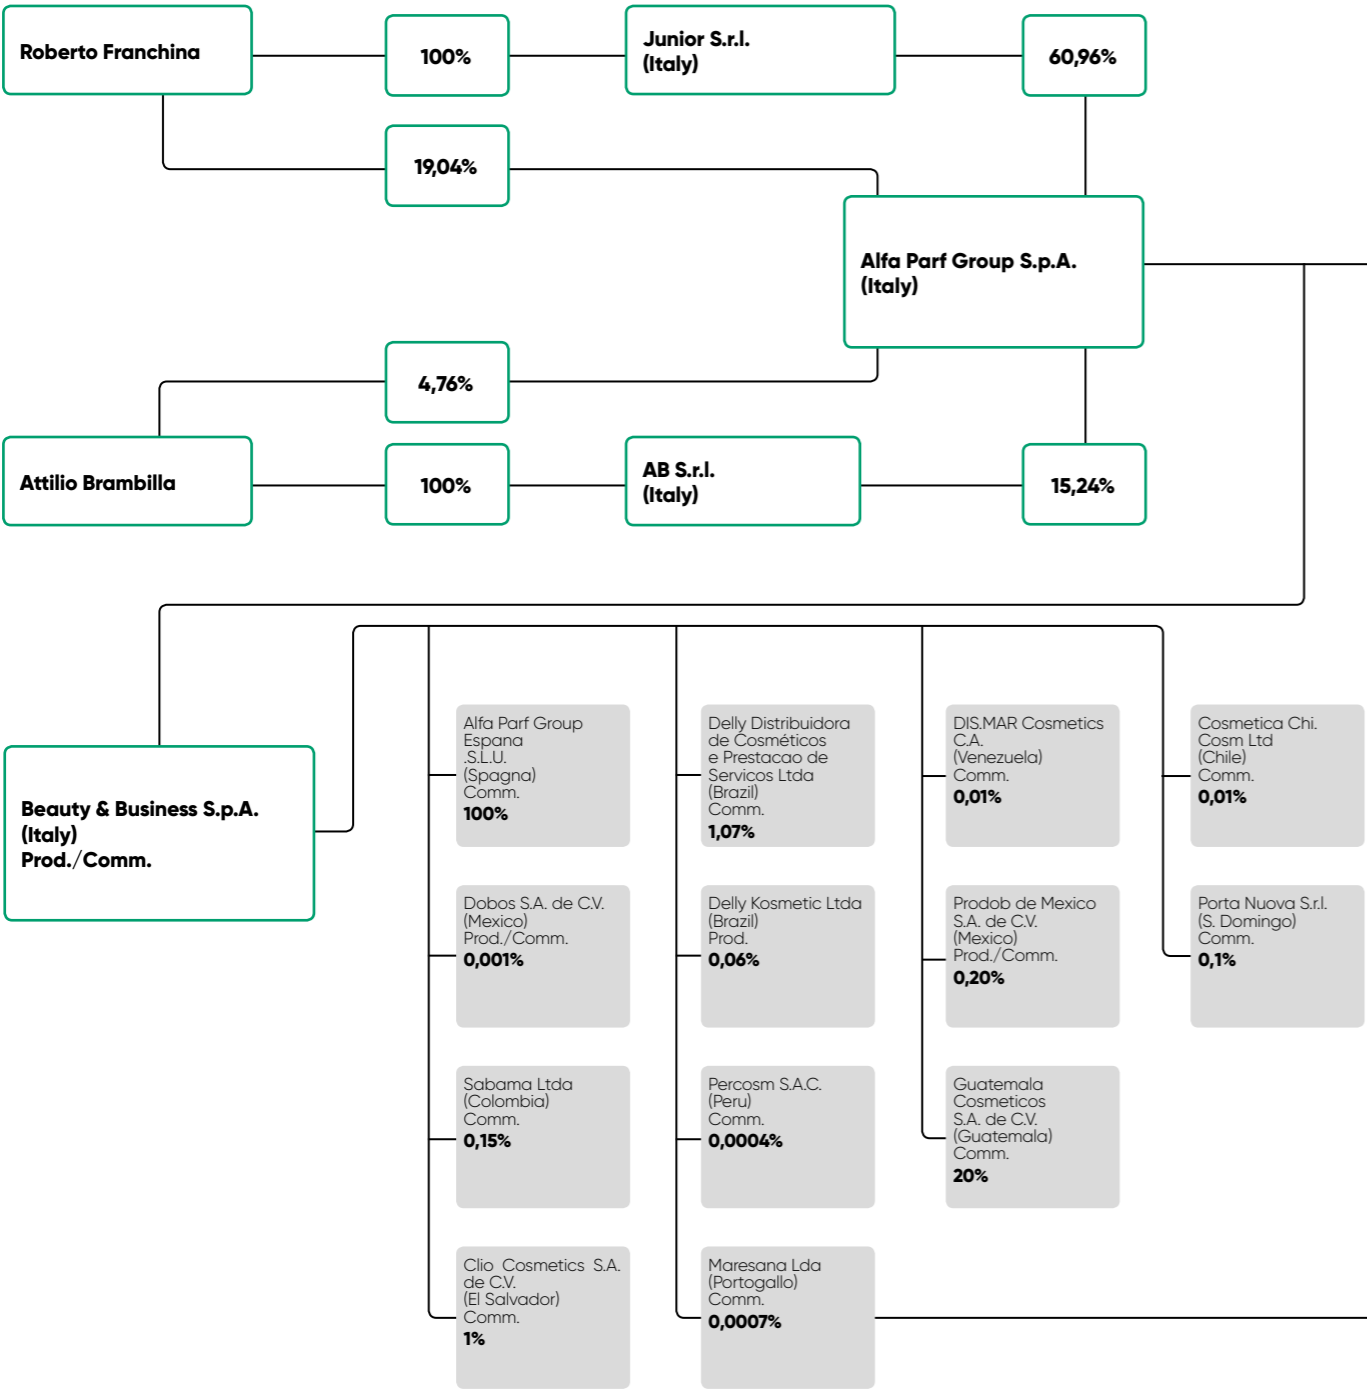 Roberto Franchina
100%
Junior S.r.l.
(Italy)
60,96%
19,04%
Alfa Parf Group S.p.A.
(Italy)
4,76%
Attilio Brambilla
100%
AB S.r.l.
(Italy)
15,24%
Beauty & Business S.p.A.
(Italy)
Prod./Comm.
Alfa Parf Group
Espana
.S.L.U.
(Spagna)
Comm.
100%
Delly Distribuidora
de Cosméticos
e Prestacao de
Servicos Ltda
(Brazil)
Comm.
1,07%
DIS.MAR Cosmetics
C.A.
(Venezuela)
Comm.
0,01%
Cosmetica Chi.
Cosm Ltd
(Chile)
Comm.
0,01%
Dobos S.A. de C.V.
(Mexico)
Prod./Comm.
0,001%
Delly Kosmetic Ltda
(Brazil)
Prod.
0,06%
Prodob de Mexico
S.A. de C.V.
(Mexico)
Prod./Comm.
0,20%
Porta Nuova S.r.l.
(S. Domingo)
Comm.
0,1%
Sabama Ltda
(Colombia)
Comm.
0,15%
Percosm S.A.C.
(Peru)
Comm.
0,0004%
Guatemala
Cosmeticos
S.A. de C.V.
(Guatemala)
Comm.
20%
Clio Cosmetics S.A.
de C.V.
(El Salvador)
Comm.
1%
Maresana Lda
(Portogallo)
Comm.
0,0007%